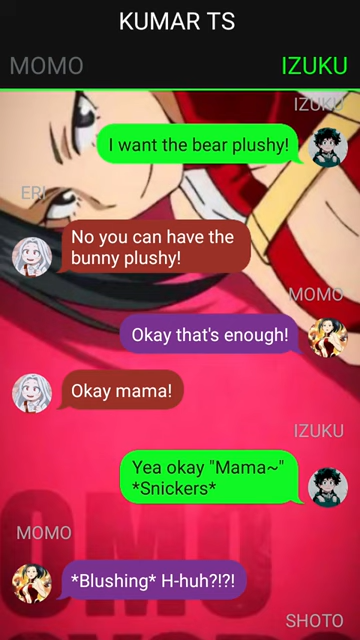 KUMAR TS
MOMO IZUKU
IZUKU
I want the bear plushy!
ERI
No you can have the
bunny plushy!
MOMO
Okay that's enough!
Okay mama!
IZUKU
Yea okay "Mama~"
*Snickers*
MOMO
*Blushing* H-huh?!?!
SHOTO
OMO